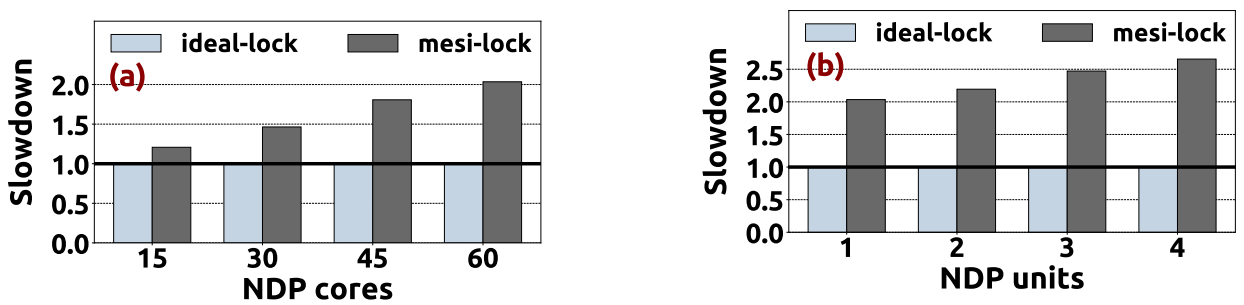 ideal-lock mesi-lock
(a)
Slowdown
2.0
1.5
1.0
0.5
0.0
15 30 45 60
NDP cores
ideal-lock mesi-lock
(b)
Slowdown
2.5
2.0
1.5
1.0
0.5
0.0
1 2 3 4
NDP units